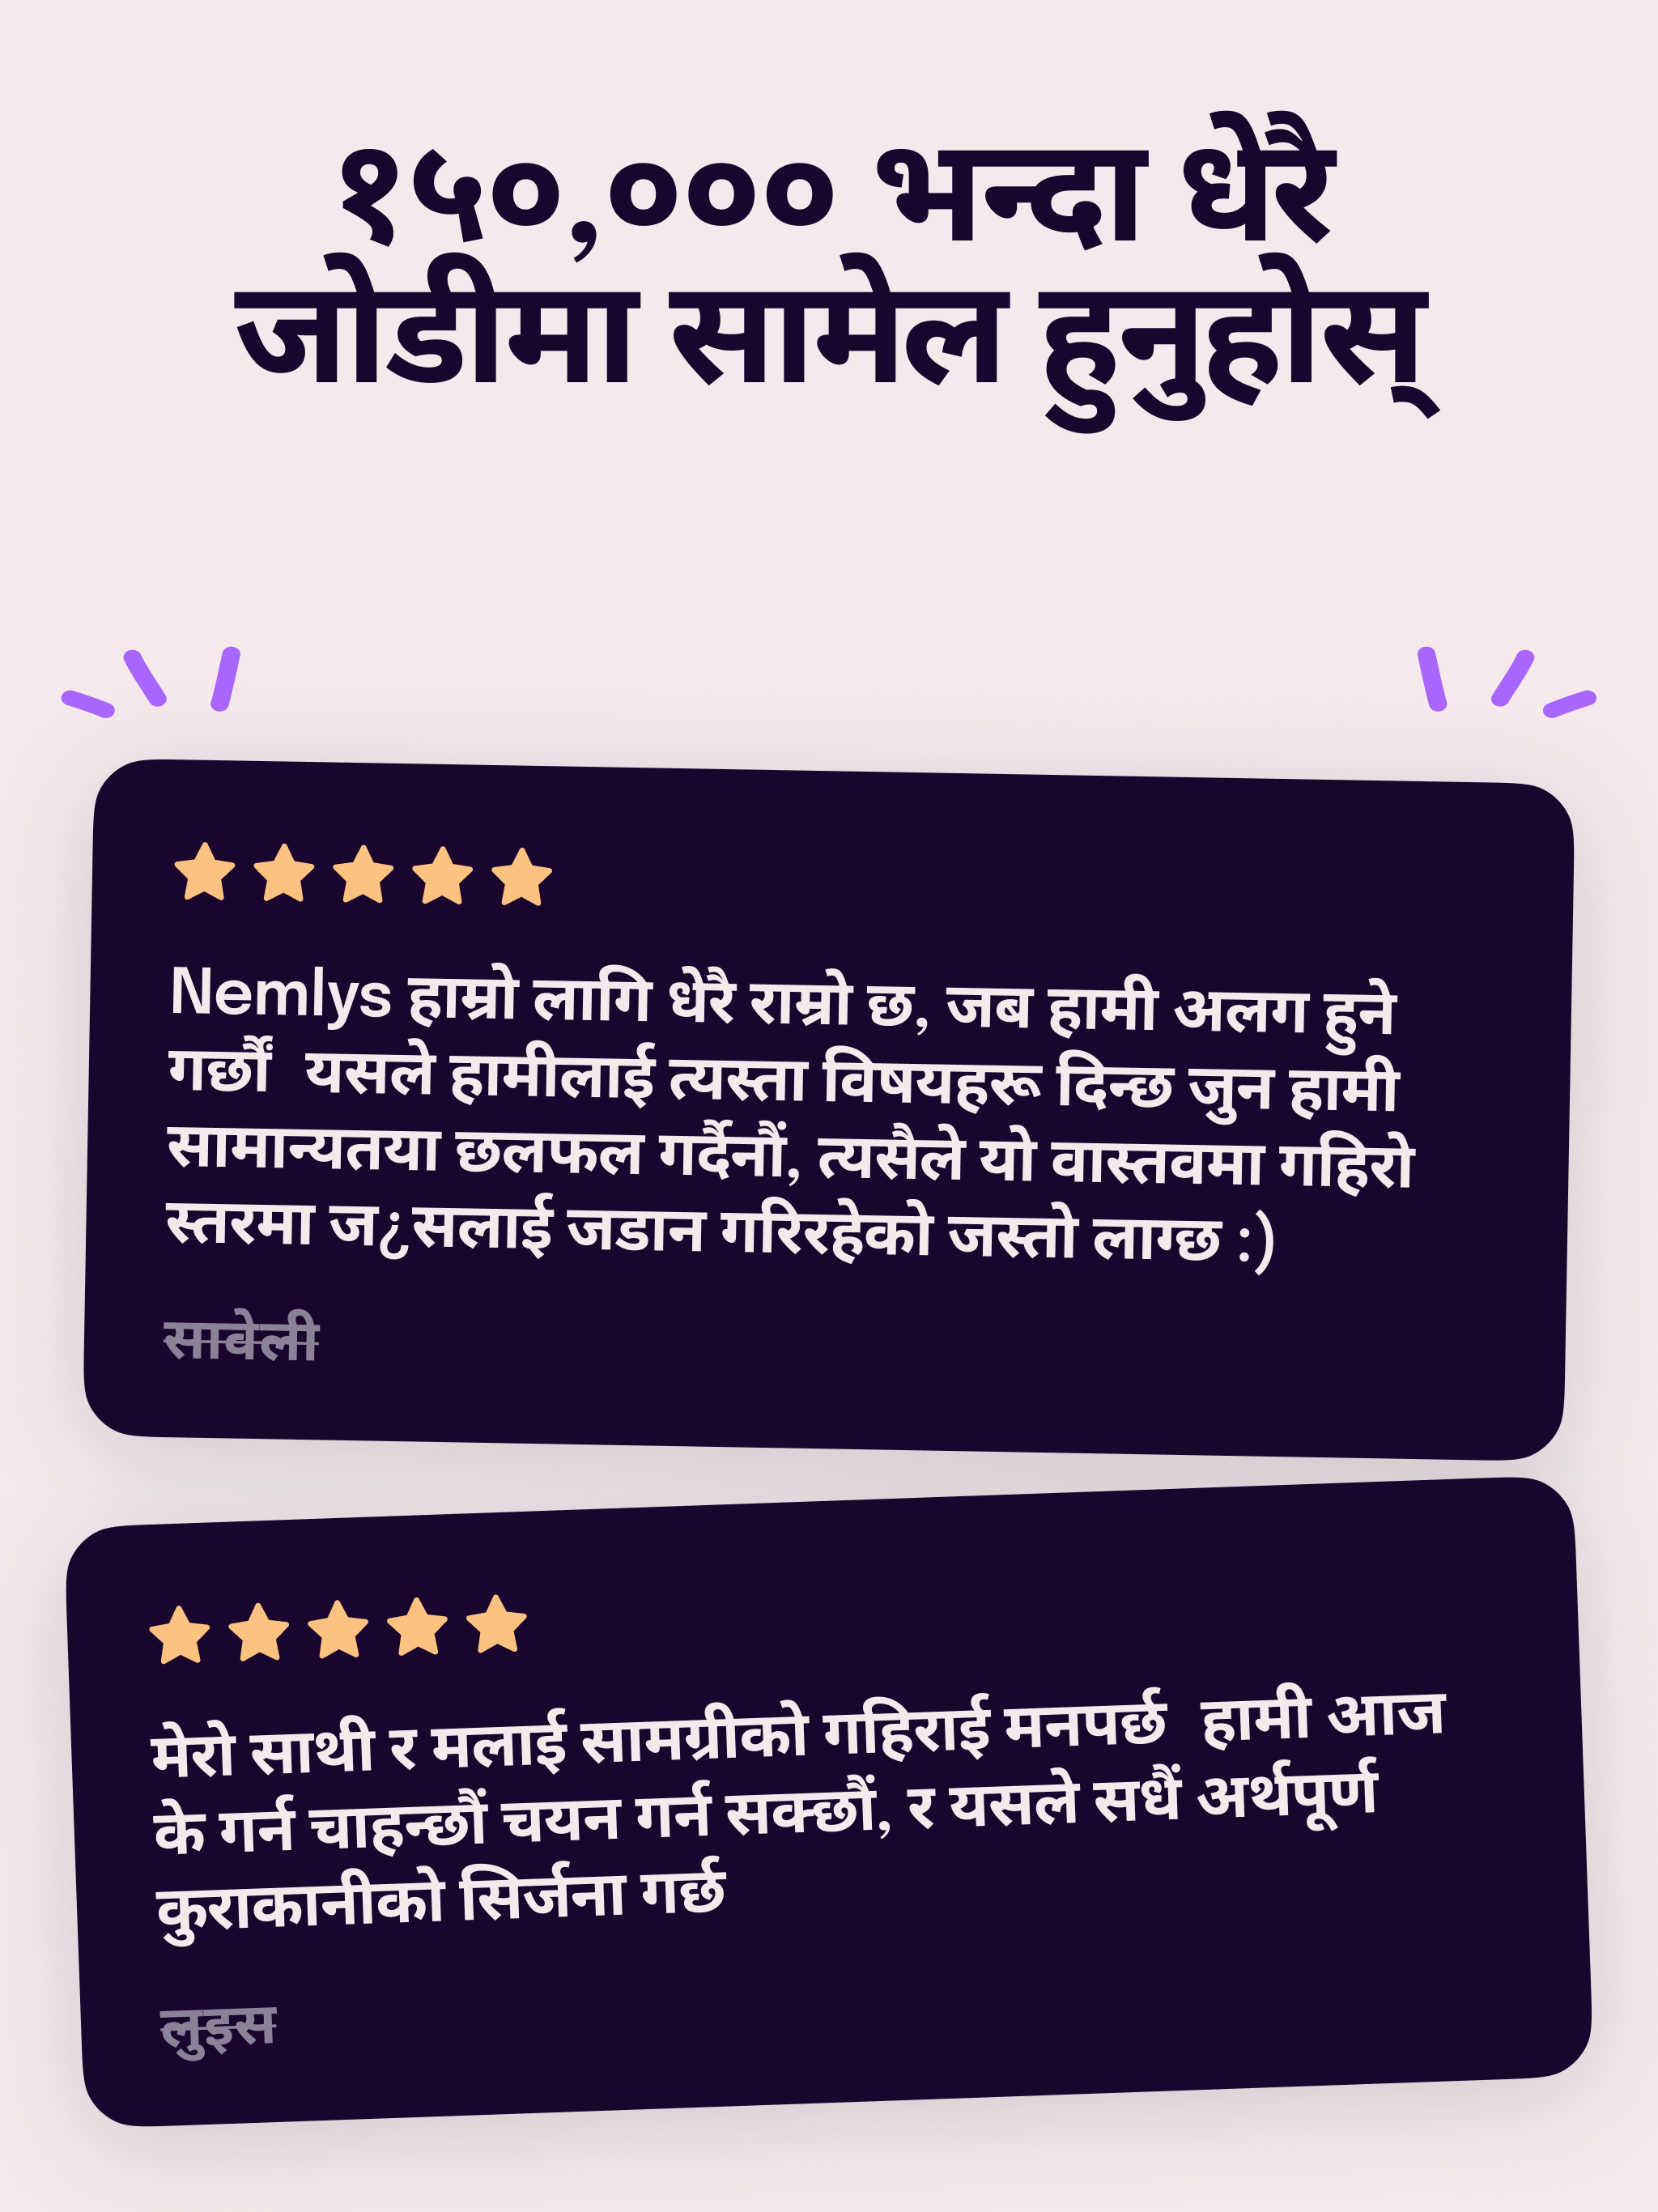 १५०,००० भन्दा धेरै
जोडीमा सामेल हुनुहोस्
Nemlys हाम्रो लागि धेरै राम्रो छ, जब हामी अलग हुने
गर्छौं यसले हामीलाई त्यस्ता विषयहरू दिन्छ जुन हामी
सामान्यतया छलफल गर्दैनौं, त्यसैले यो वास्तवमा गहिरो
स्तरमा ज¿सलाई जडान गरिरहेको जस्तो लाग्छ :)
सावेली
मेरो साथी र मलाई सामग्रीको गहिराई मनपर्छ हामी आज
के गर्न चाहन्छौं चयन गर्न सक्छौं, र यसले सधैं अर्थपूर्ण
कुराकानीको सिर्जना गर्छ
लुइस